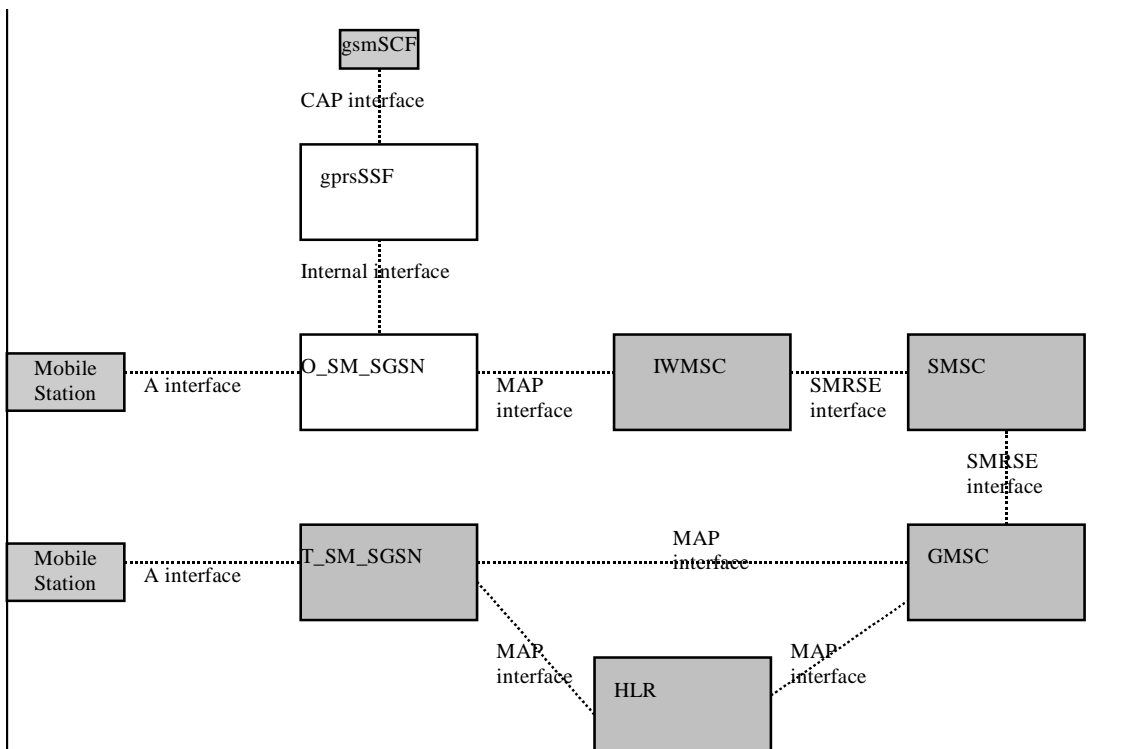 gsmSCF
CAP interface
gprsSSF
Internal interface
Mobile
Station
A interface
O_SM_SGSN
MAP
interface
IWMSC
SMRSE
interface
SMSC
SMRSE
interface
Mobile
Station
A interface
T_SM_SGSN
MAP
interface
GMSC
MAP
interface
HLR
MAP
interface